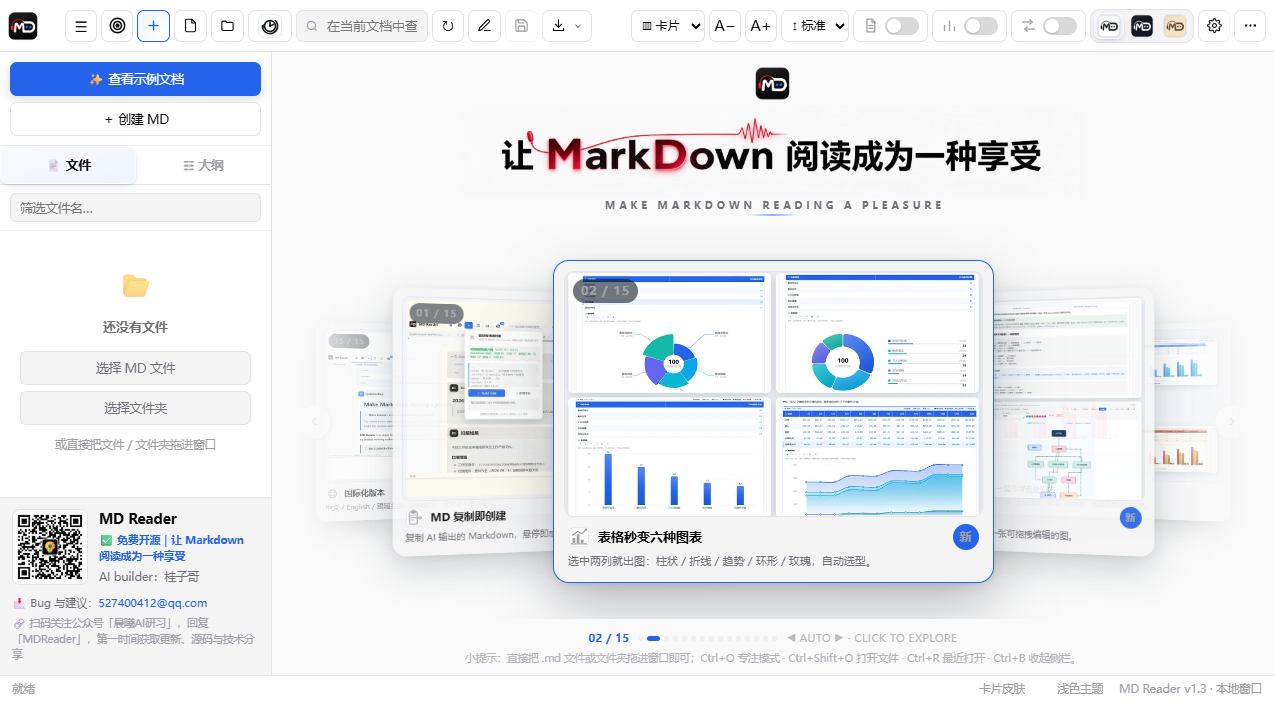 在当前文档中查
卡片
A−
A+
标准
查看示例文档
+ 创建 MD
文件
大纲
筛选文件名...
还没有文件
选择 MD 文件
选择文件夹
或直接把文件 / 文件夹拖进窗口
MD Reader
免费开源 | 让 Markdown
阅读成为一种享受
AI builder：桂子哥
Bug 与建议：527400412@qq.com
扫码关注公众号「晨曦AI研习」，回复
「MDReader」，第一时间获取更新、源码与技术分
享
MD
让 MarkDown 阅读成为一种享受
MAKE MARKDOWN READING A PLEASURE
国际化版本
01 / 15
MD 复制即创建
02 / 15
100
100
表格秒变六种图表
新
选中两列就出图：柱状 / 折线 / 趋势 / 环形 / 玫瑰，自动选型。
新
一张可拖拽编辑的图。
02 / 15
◀ AUTO ▶ · CLICK TO EXPLORE
小提示：直接把 .md 文件或文件夹拖进窗口即可；Ctrl+O 专注模式 · Ctrl+Shift+O 打开文件 · Ctrl+R 最近打开 · Ctrl+B 收起侧栏。
就绪
卡片皮肤
浅色主题
MD Reader v1.3 · 本地窗口